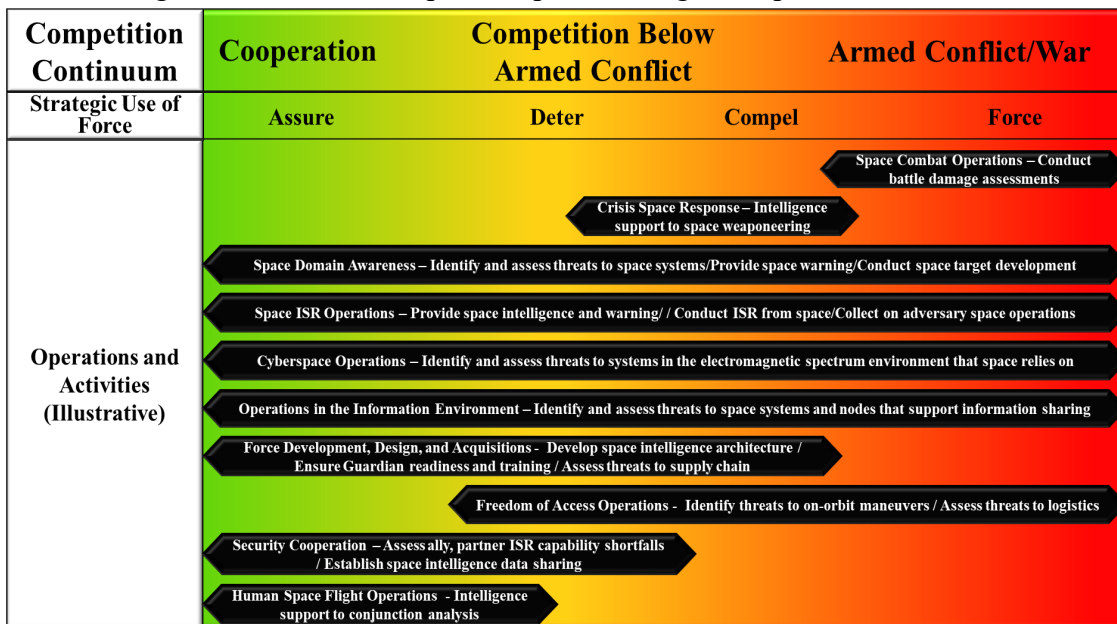 Competition
Continuum
Cooperation
Competition Below
Armed Conflict
Armed Conflict/War
Strategic Use of
Force
Assure
Deter
Compel
Force
Operations and
Activities
(Illustrative)
Space Combat Operations – Conduct
battle damage assessments
Crisis Space Response – Intelligence
support to space weaponeering
Space Domain Awareness – Identify and assess threats to space systems/Provide space warning/Conduct space target development
Space ISR Operations – Provide space intelligence and warning/ / Conduct ISR from space/Collect on adversary space operations
Cyberspace Operations – Identify and assess threats to systems in the electromagnetic spectrum environment that space relies on
Operations in the Information Environment – Identify and assess threats to space systems and nodes that support information sharing
Force Development, Design, and Acquisitions - Develop space intelligence architecture /
Ensure Guardian readiness and training / Assess threats to supply chain
Freedom of Access Operations - Identify threats to on-orbit maneuvers / Assess threats to logistics
Security Cooperation – Assess ally, partner ISR capability shortfalls
/ Establish space intelligence data sharing
Human Space Flight Operations - Intelligence
support to conjunction analysis